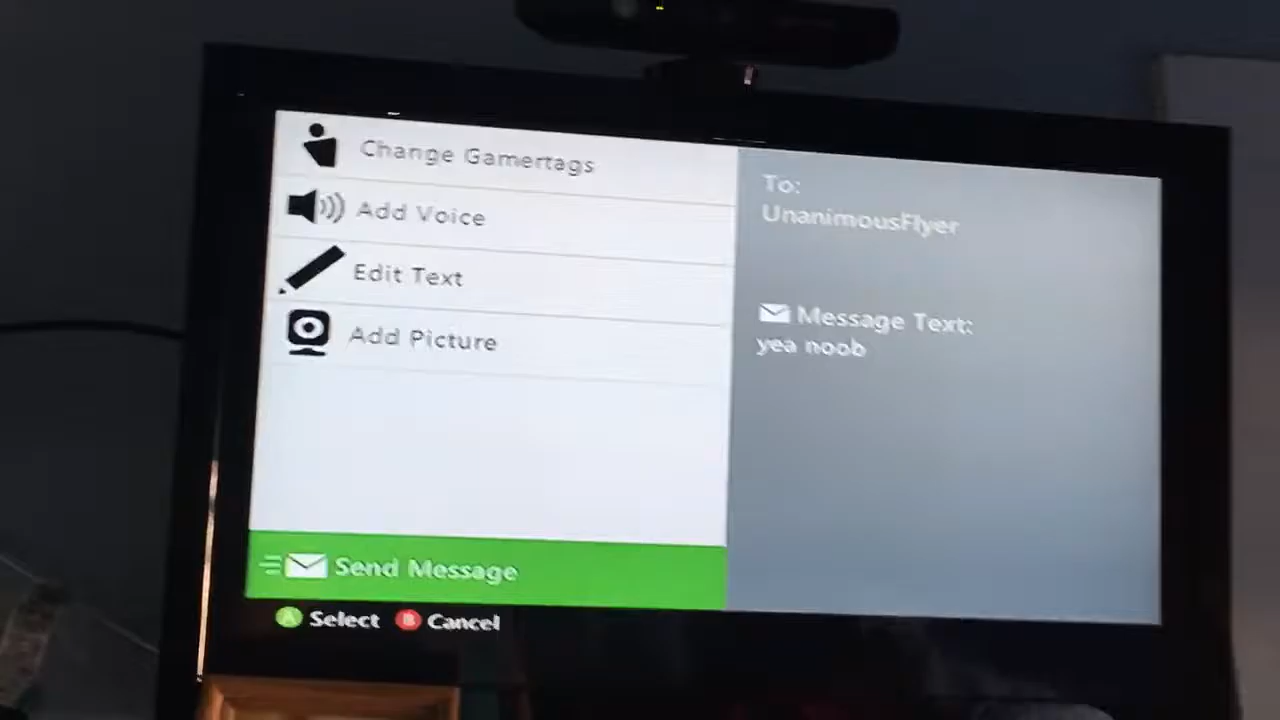 Change Gamertags
Add Voice
Edit Text
Add Picture
Send Message
A Select B Cancel
To:
UnanimousFlyer
Message Text:
yea noob